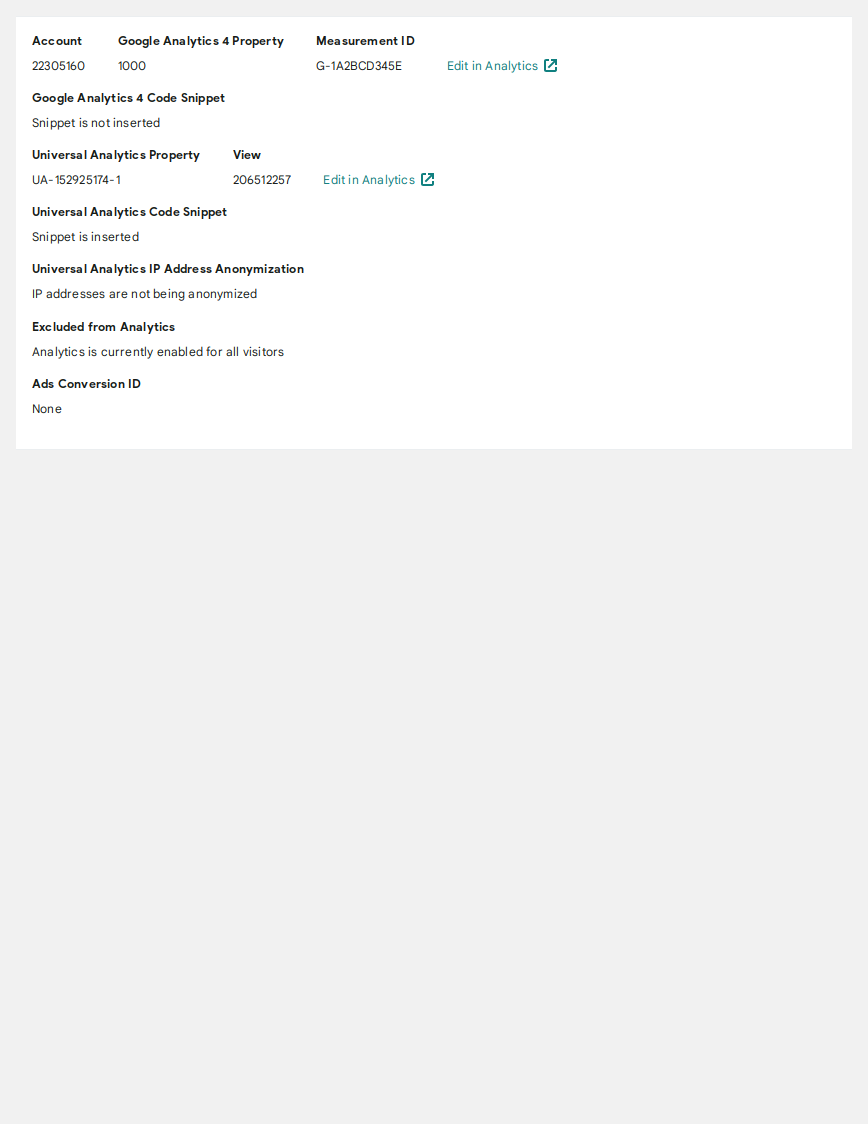 Account Google Analytics 4 Property Measurement ID
22305160 1000 G-1A2BCD345E Edit in Analytics
Google Analytics 4 Code Snippet
Snippet is not inserted
Universal Analytics Property View
UA-152925174-1 206512257 Edit in Analytics
Universal Analytics Code Snippet
Snippet is inserted
Universal Analytics IP Address Anonymization
IP addresses are not being anonymized
Excluded from Analytics
Analytics is currently enabled for all visitors
Ads Conversion ID
None